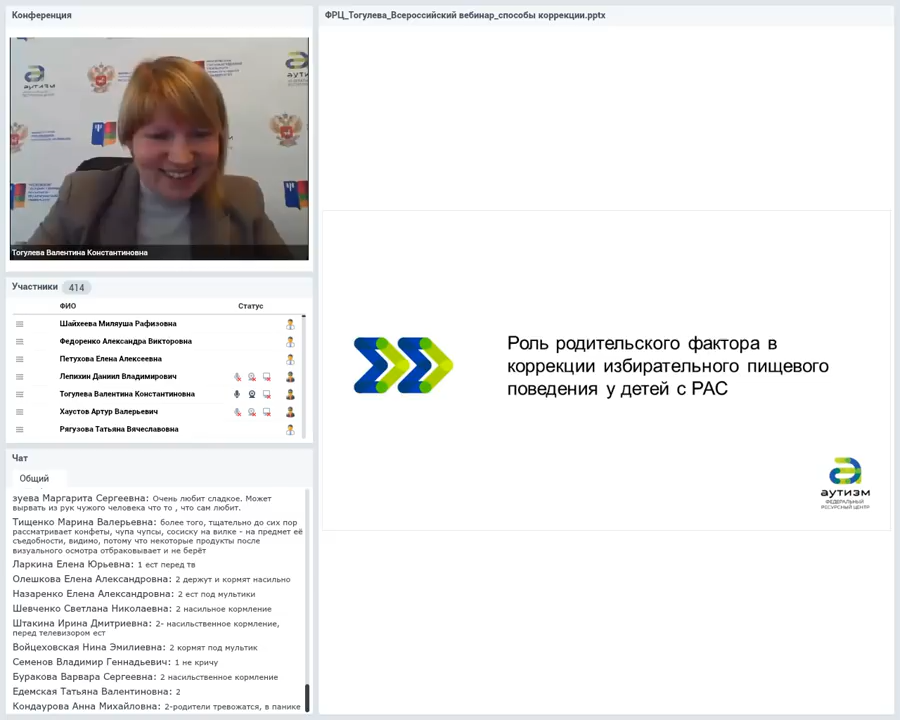 Конференция
аутизм
Тогулева Валентина Константиновна
Участники 414
ФИО Статус
Шайхеева Миляуша Рафизовна
Федоренко Александра Викторовна
Петухова Елена Алексеевна
Лепихин Даниил Владимирович
Тогулева Валентина Константиновна
Хаустов Артур Валерьевич
Рягузова Татьяна Вячеславовна
Чат
Общий
зуева Маргарита Сергеевна: Очень любит сладкое. Может
вырвать из рук чужого человека что то , что сам любит.
Тищенко Марина Валерьевна: более того, тщательно до сих пор
рассматривает конфеты, чупа чупсы, сосиску на вилке - на предмет её
съедобности, видимо, потому что некоторые продукты после
визуального осмотра отбраковывает и не берёт
Ларкина Елена Юрьевна: 1 ест перед тв
Олешкова Елена Александровна: 2 держут и кормят насильно
Назаренко Елена Александровна: 2 ест под мультики
Шевченко Светлана Николаевна: 2 насильное кормление
Штакина Ирина Дмитриевна: 2- насильственное кормление,
перед телевизором ест
Войцеховская Нина Эмилиевна: 2 кормят под мультик
Семенов Владимир Геннадьевич: 1 не кричу
Буракова Варвара Сергеевна: 2 насильственное кормления
Едемская Татьяна Валентиновна: 2
Кондаурова Анна Михайловна: 2-родители тревожатся, в панике
ФРЦ_Тогулева_Всероссийский вебинар_способы коррекции.pptx
Роль родительского фактора в
коррекции избирательного пищевого
поведения у детей с РАС
аутизм
ФЕДЕРАЛЬНЫЙ
РЕСУРСНЫЙ ЦЕНТР